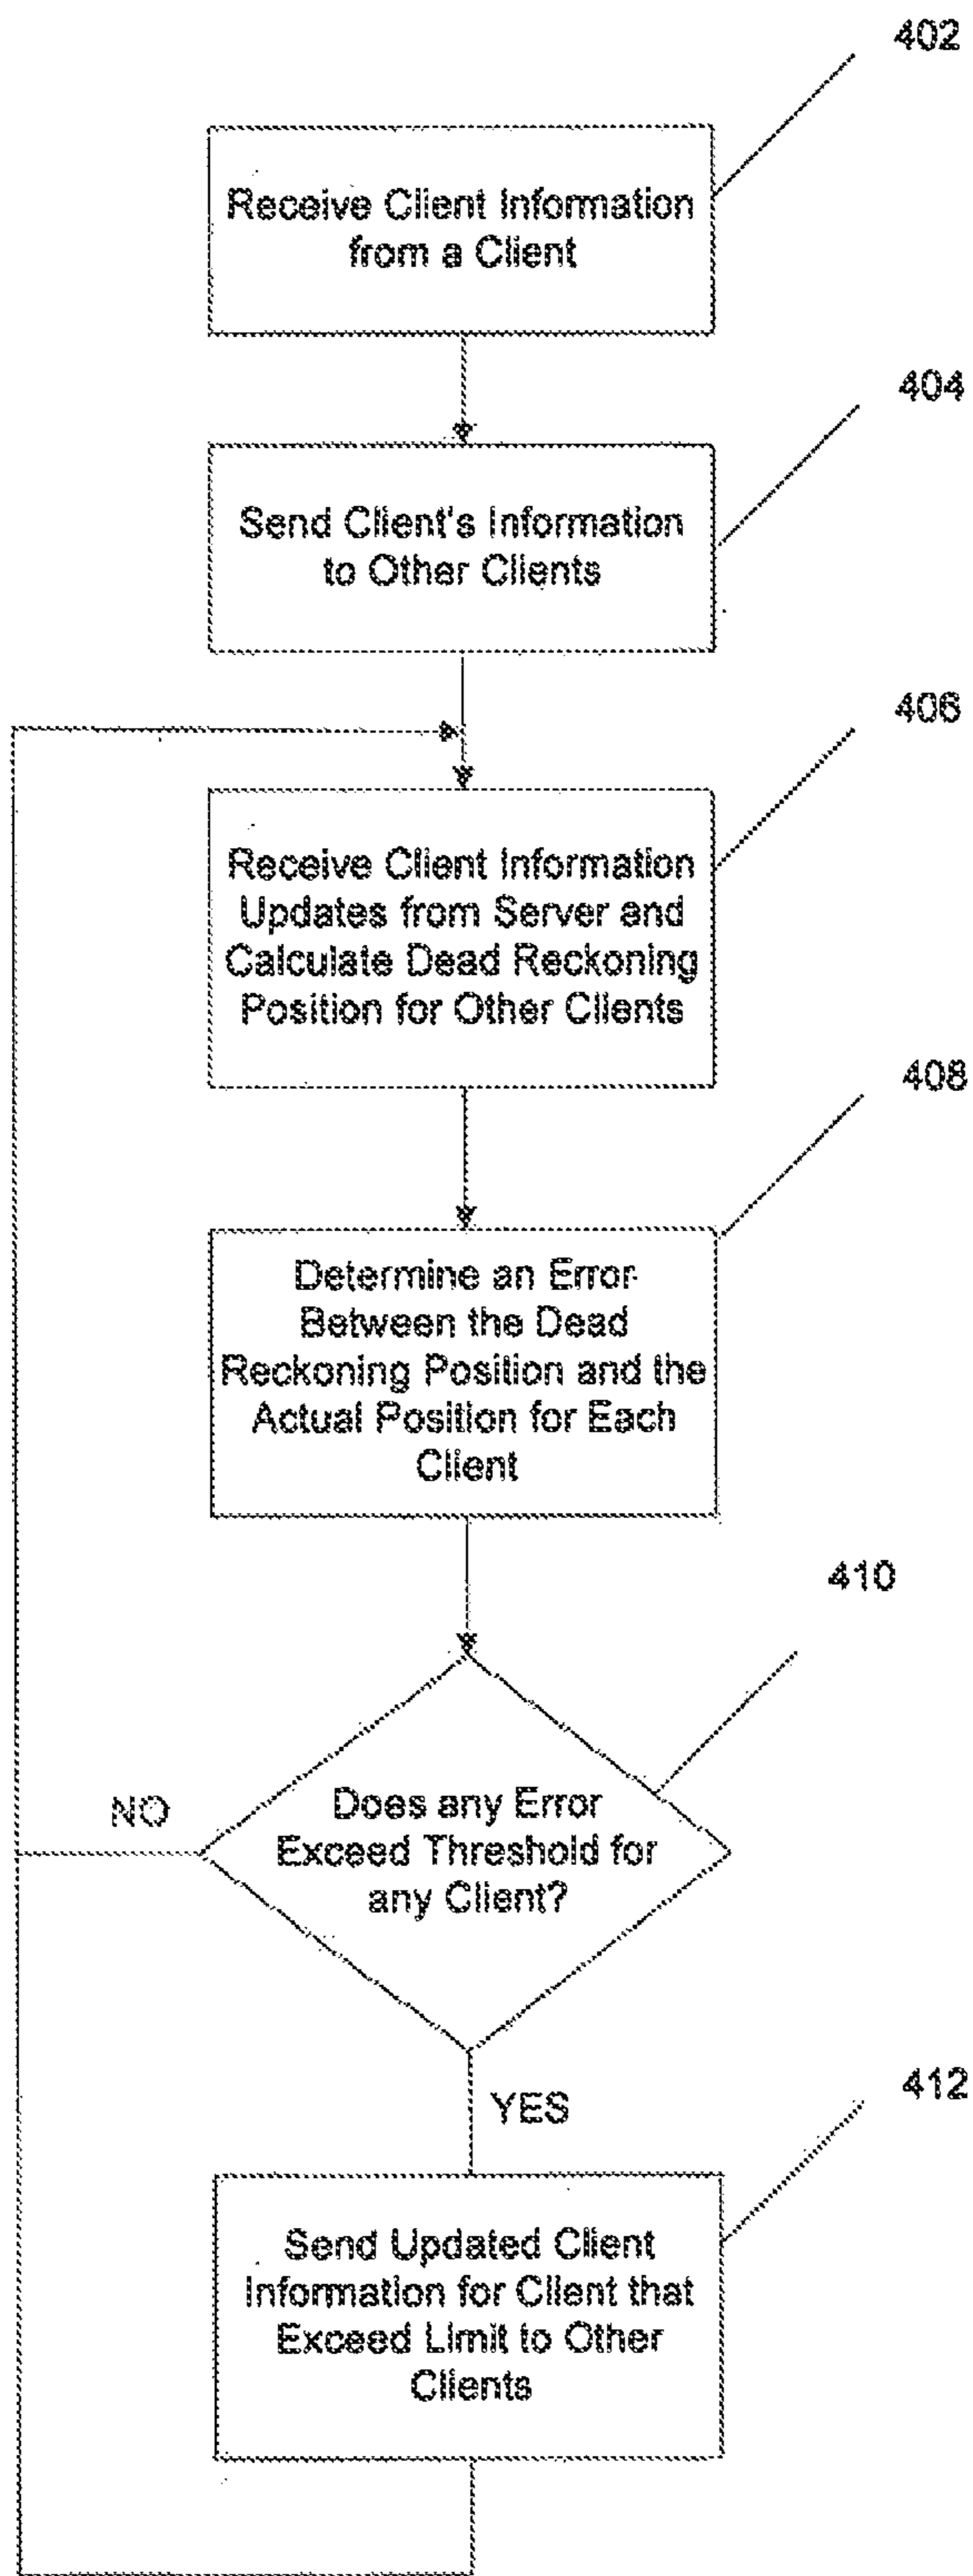 402
Receive Client Information
from a Client
404
Send Client's Information
to Other Clients
406
Receive Client Information
Updates from Server and
Calculate Dead Reckoning
Position for Other Clients
408
Determine an Error
Between the Dead
Reckoning Position and the
Actual Position for Each
Client
410
Does any Error
Exceed Threshold for
any Client?
NO
YES
412
Send Updated Client
Information for Client that
Exceed Limit to Other
Clients